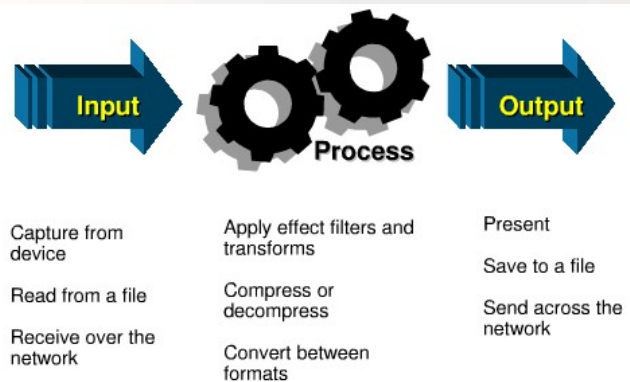 Input
Process
Output
Capture from
device
Read from a file
Receive over the
network
Apply effect filters and
transforms
Compress or
decompress
Convert between
formats
Present
Save to a file
Send across the
network